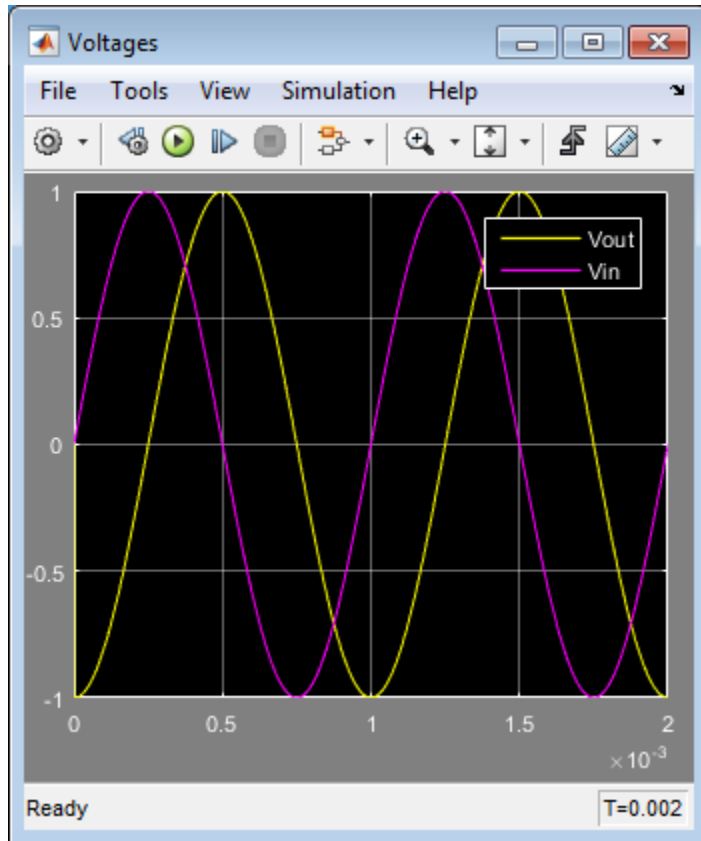 Voltages
File Tools View Simulation Help
1
Vout
Vin
0.5
0
-0.5
-1
0 0.5 1 1.5 2
×10⁻³
Ready T=0.002